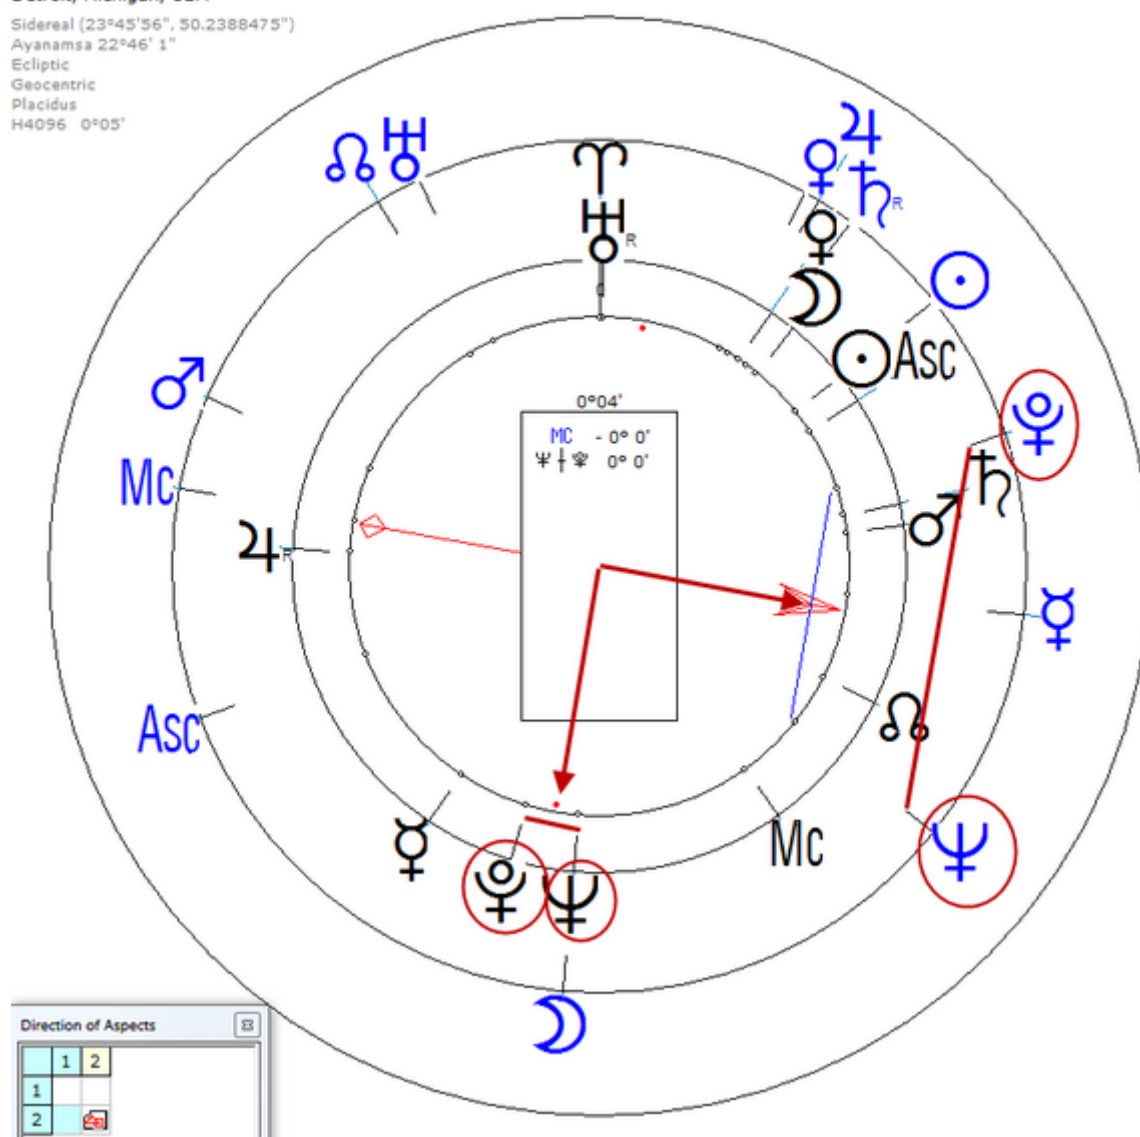 Sidereal (23°45'56", 50.2388475")
Ayanamsa 22°46' 1"
Ecliptic
Geocentric
Placidus
H4096 0°05'
☊ ♅ ♈ ♀ ♃ ♄ R
♅ R ♀ ☽ ☉
☉ Asc
♂
0°04'
MC - 0° 0'
♆ 0° 0'
Mc
♄
♃ R ♂
☿
Asc ☊
☿ Mc
♆ ♆
☽
Direction of Aspects
1 2
1
2